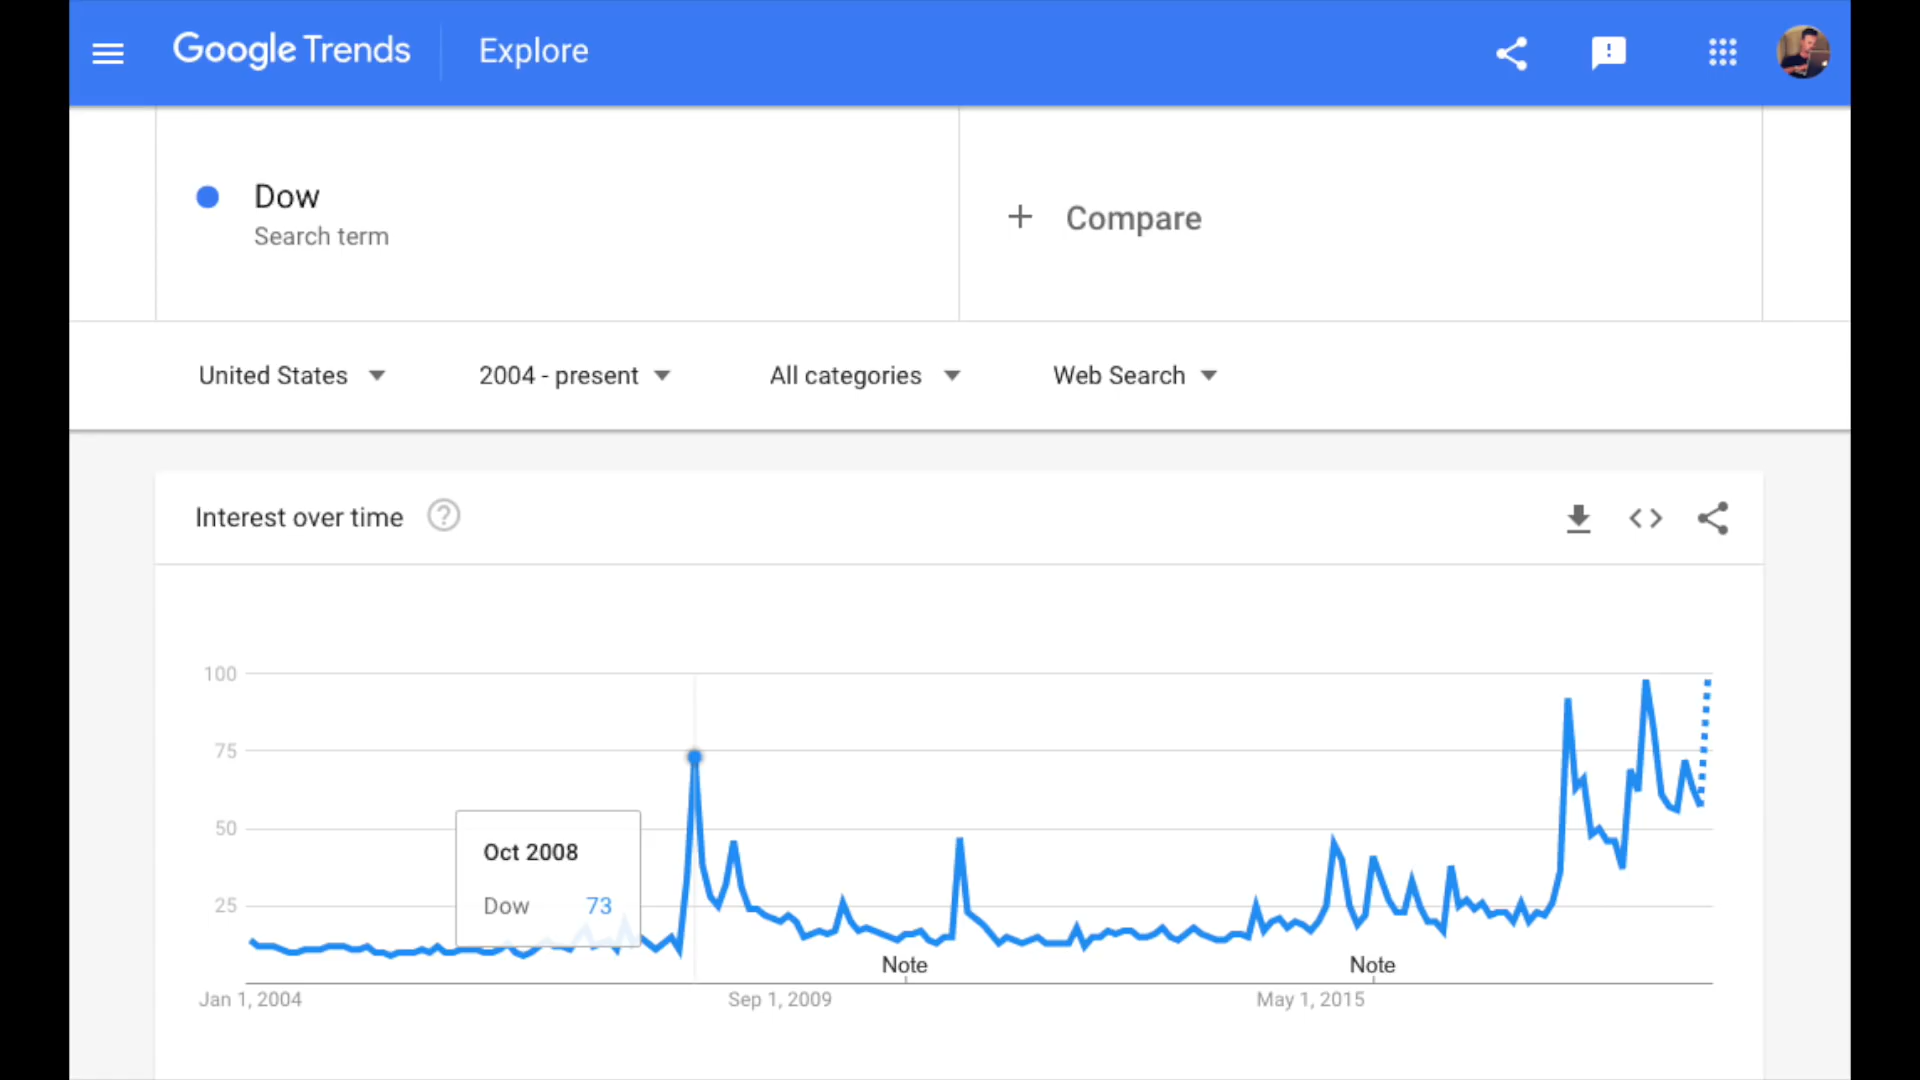 Google Trends Explore
Dow
Search term
+ Compare
United States 2004 - present All categories Web Search
Interest over time ?
100
75
50
25
Oct 2008
Dow 73
Note Note
Jan 1, 2004 Sep 1, 2009 May 1, 2015